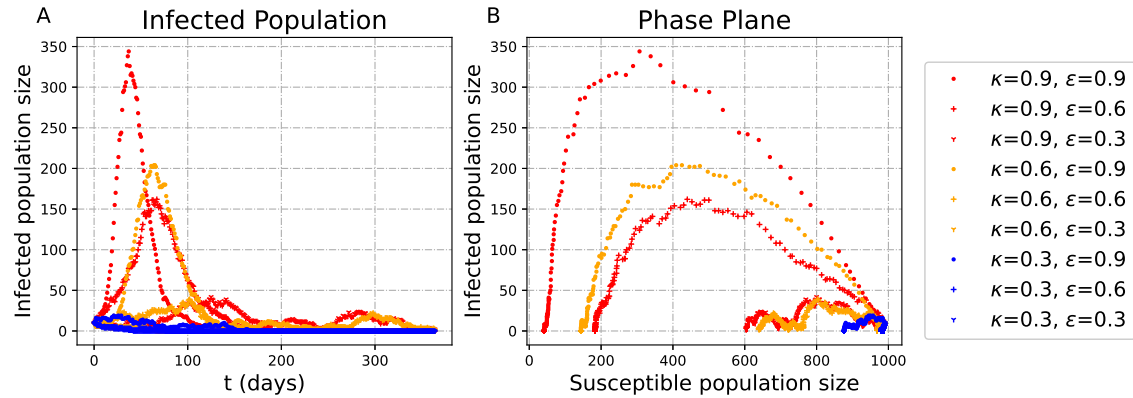 A
Infected Population
Infected population size
350
300
250
200
150
100
50
0
0
100
200
300
t (days)
B
Phase Plane
Infected population size
350
300
250
200
150
100
50
0
0
200
400
600
800
1000
Susceptible population size
κ=0.9, ε=0.9
κ=0.9, ε=0.6
κ=0.9, ε=0.3
κ=0.6, ε=0.9
κ=0.6, ε=0.6
κ=0.6, ε=0.3
κ=0.3, ε=0.9
κ=0.3, ε=0.6
κ=0.3, ε=0.3